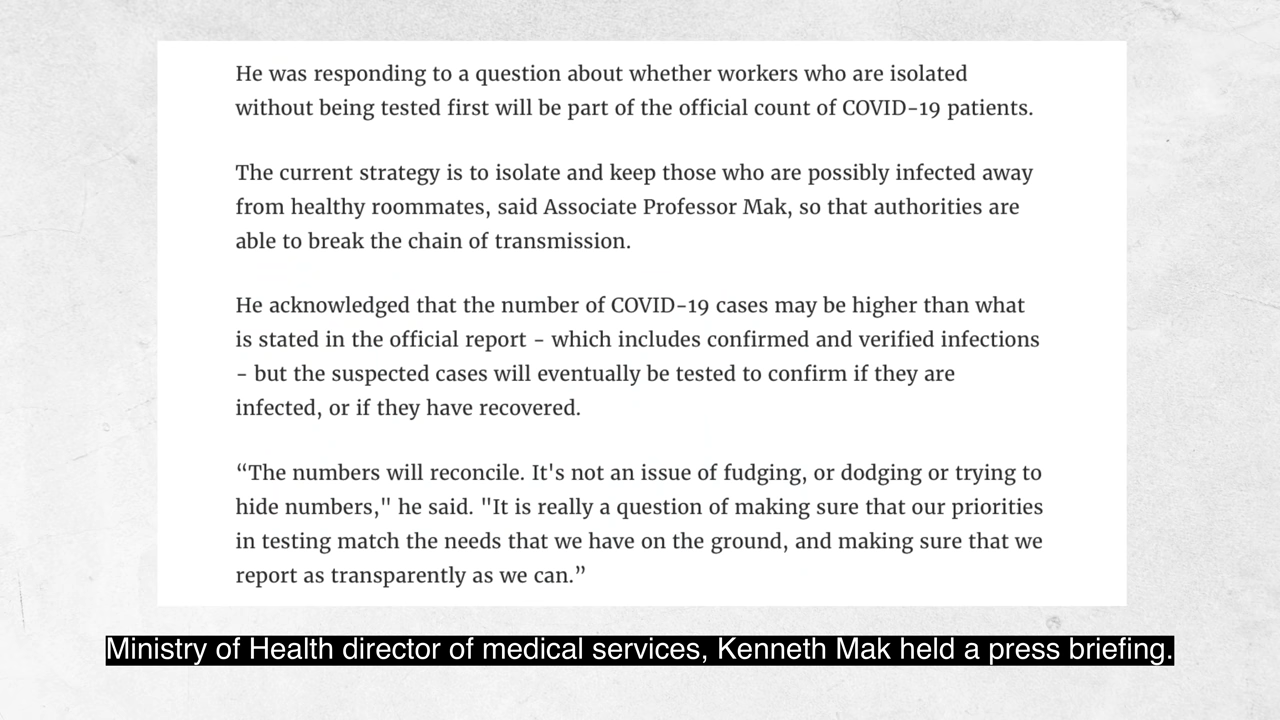 He was responding to a question about whether workers who are isolated
without being tested first will be part of the official count of COVID-19 patients.
The current strategy is to isolate and keep those who are possibly infected away
from healthy roommates, said Associate Professor Mak, so that authorities are
able to break the chain of transmission.
He acknowledged that the number of COVID-19 cases may be higher than what
is stated in the official report - which includes confirmed and verified infections
- but the suspected cases will eventually be tested to confirm if they are
infected, or if they have recovered.
“The numbers will reconcile. It's not an issue of fudging, or dodging or trying to
hide numbers," he said. "It is really a question of making sure that our priorities
in testing match the needs that we have on the ground, and making sure that we
report as transparently as we can.”
Ministry of Health director of medical services, Kenneth Mak held a press briefing.